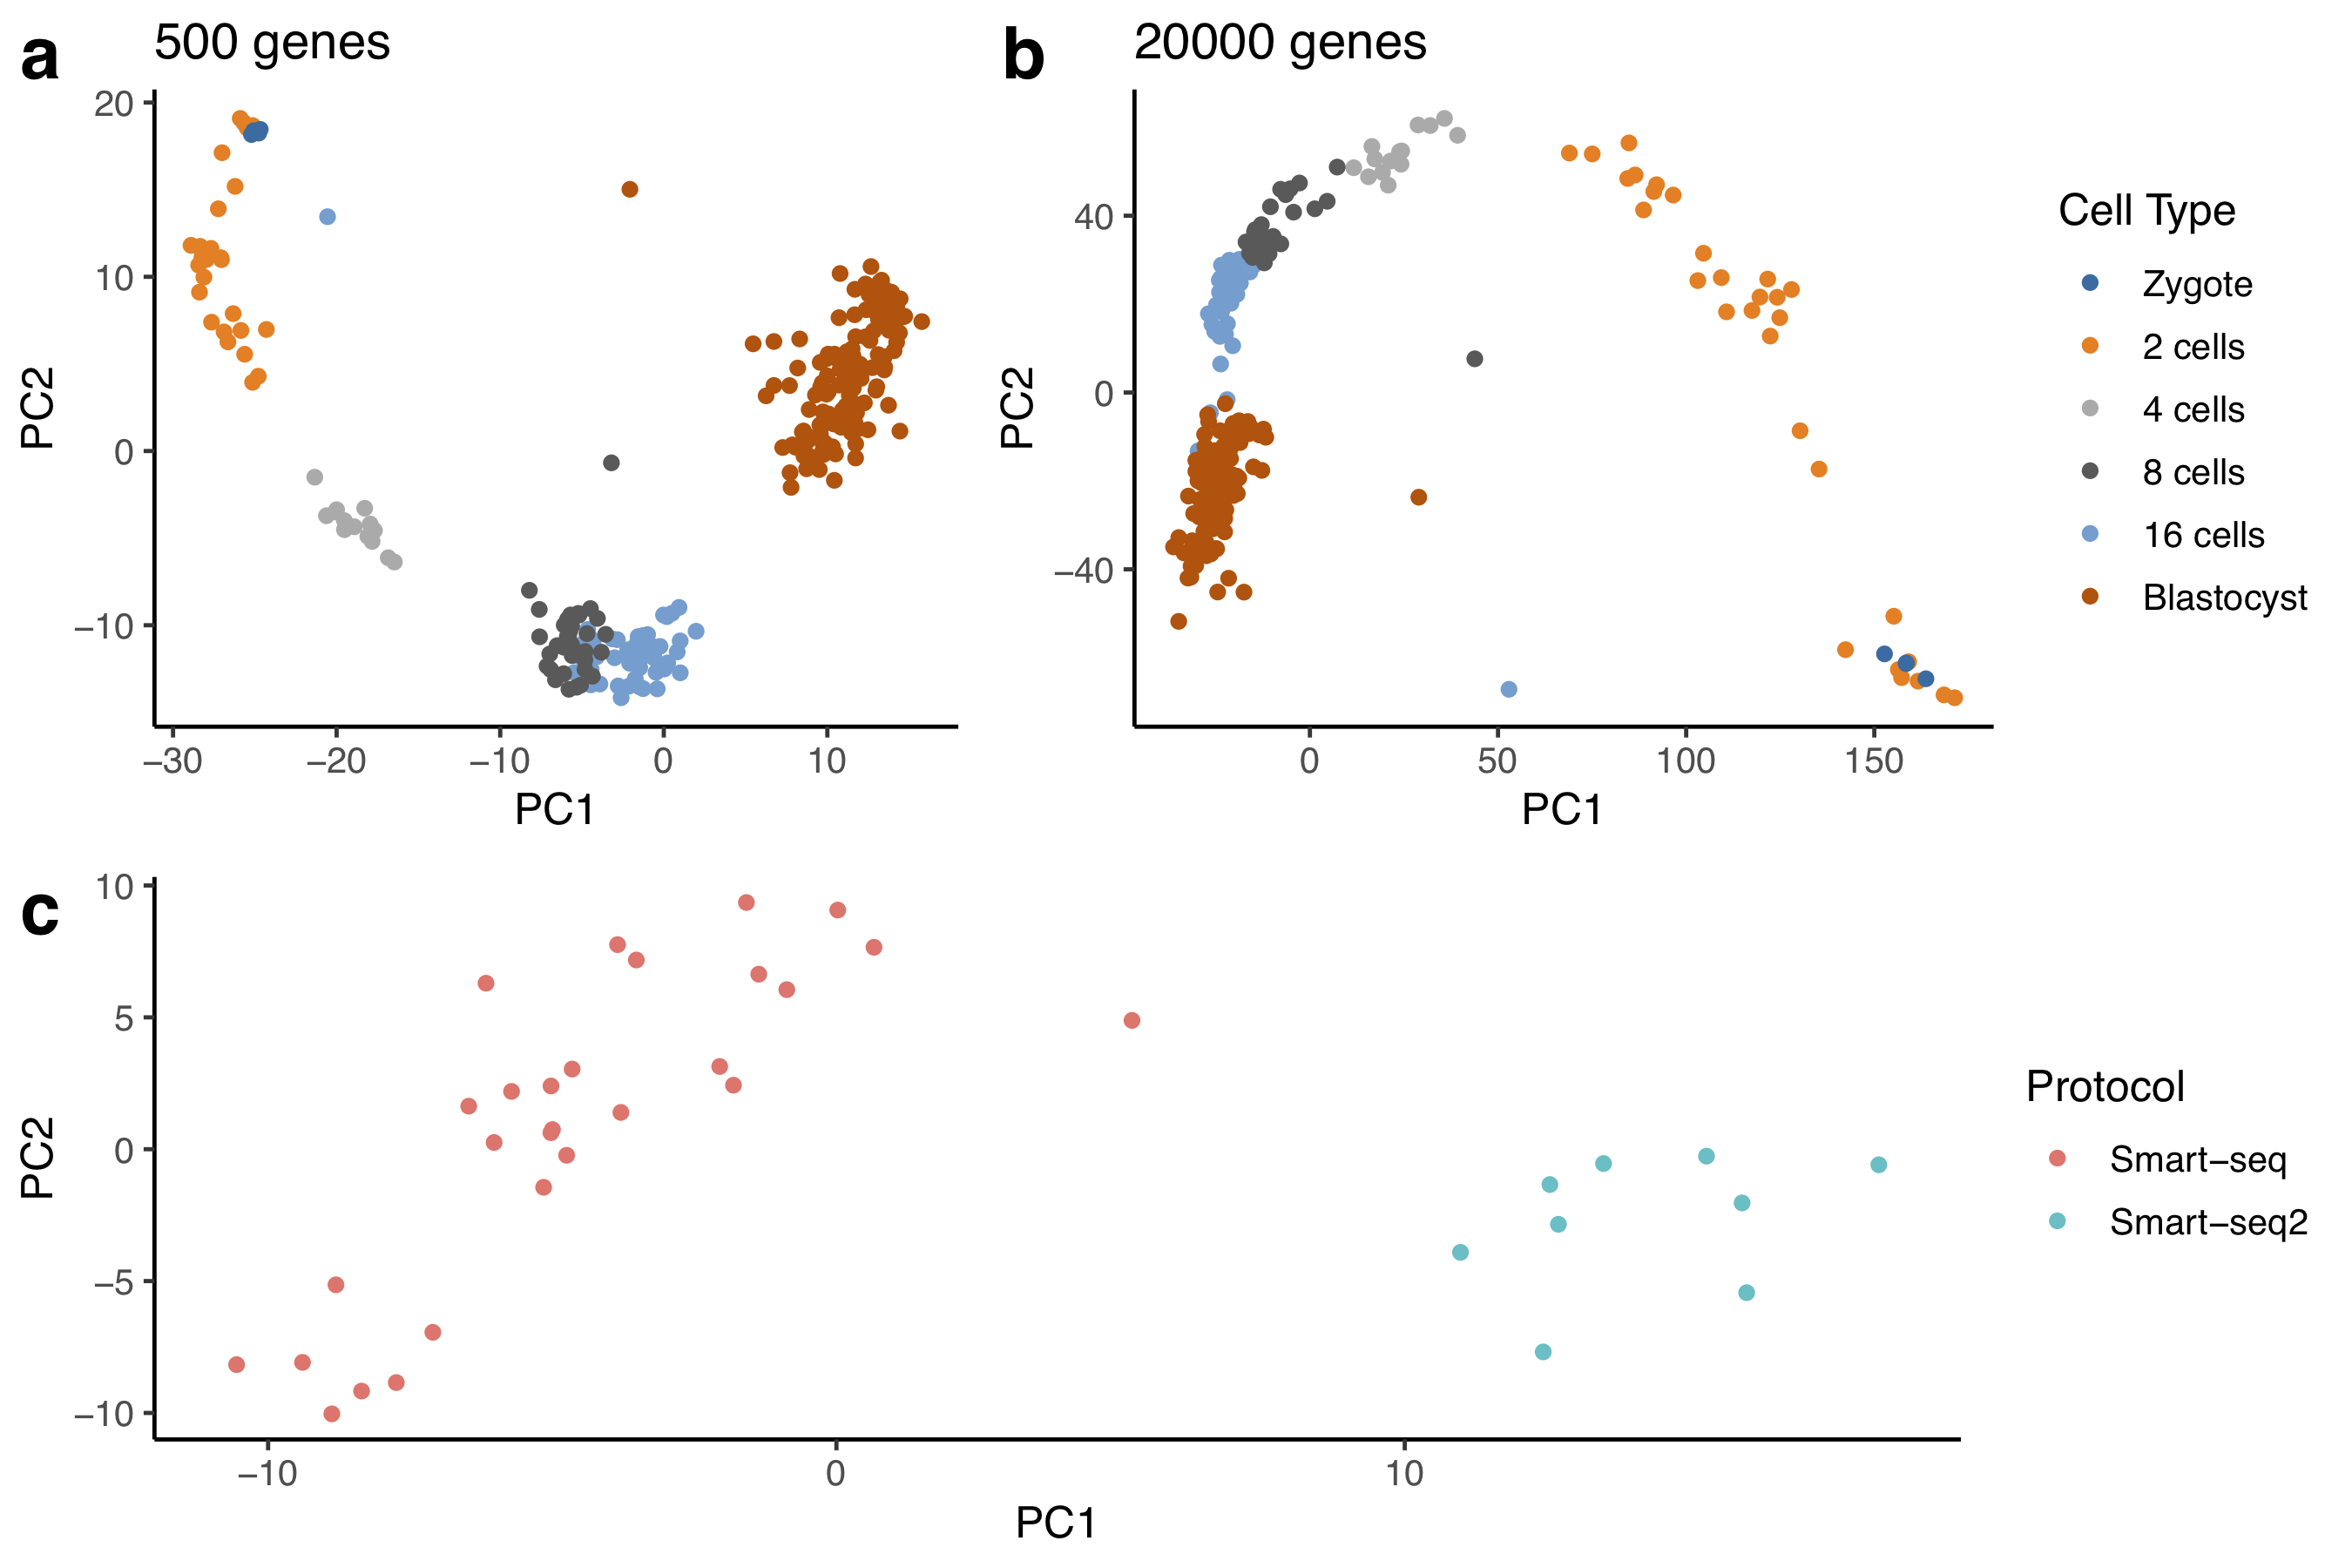 a
500 genes
20
10
0
−10
PC2
−30
−20
−10
0
10
PC1
b
20000 genes
40
0
−40
PC2
0
50
100
150
PC1
Cell Type
Zygote
2 cells
4 cells
8 cells
16 cells
Blastocyst
c
10
5
0
−5
−10
PC2
−10
0
10
PC1
Protocol
Smart−seq
Smart−seq2